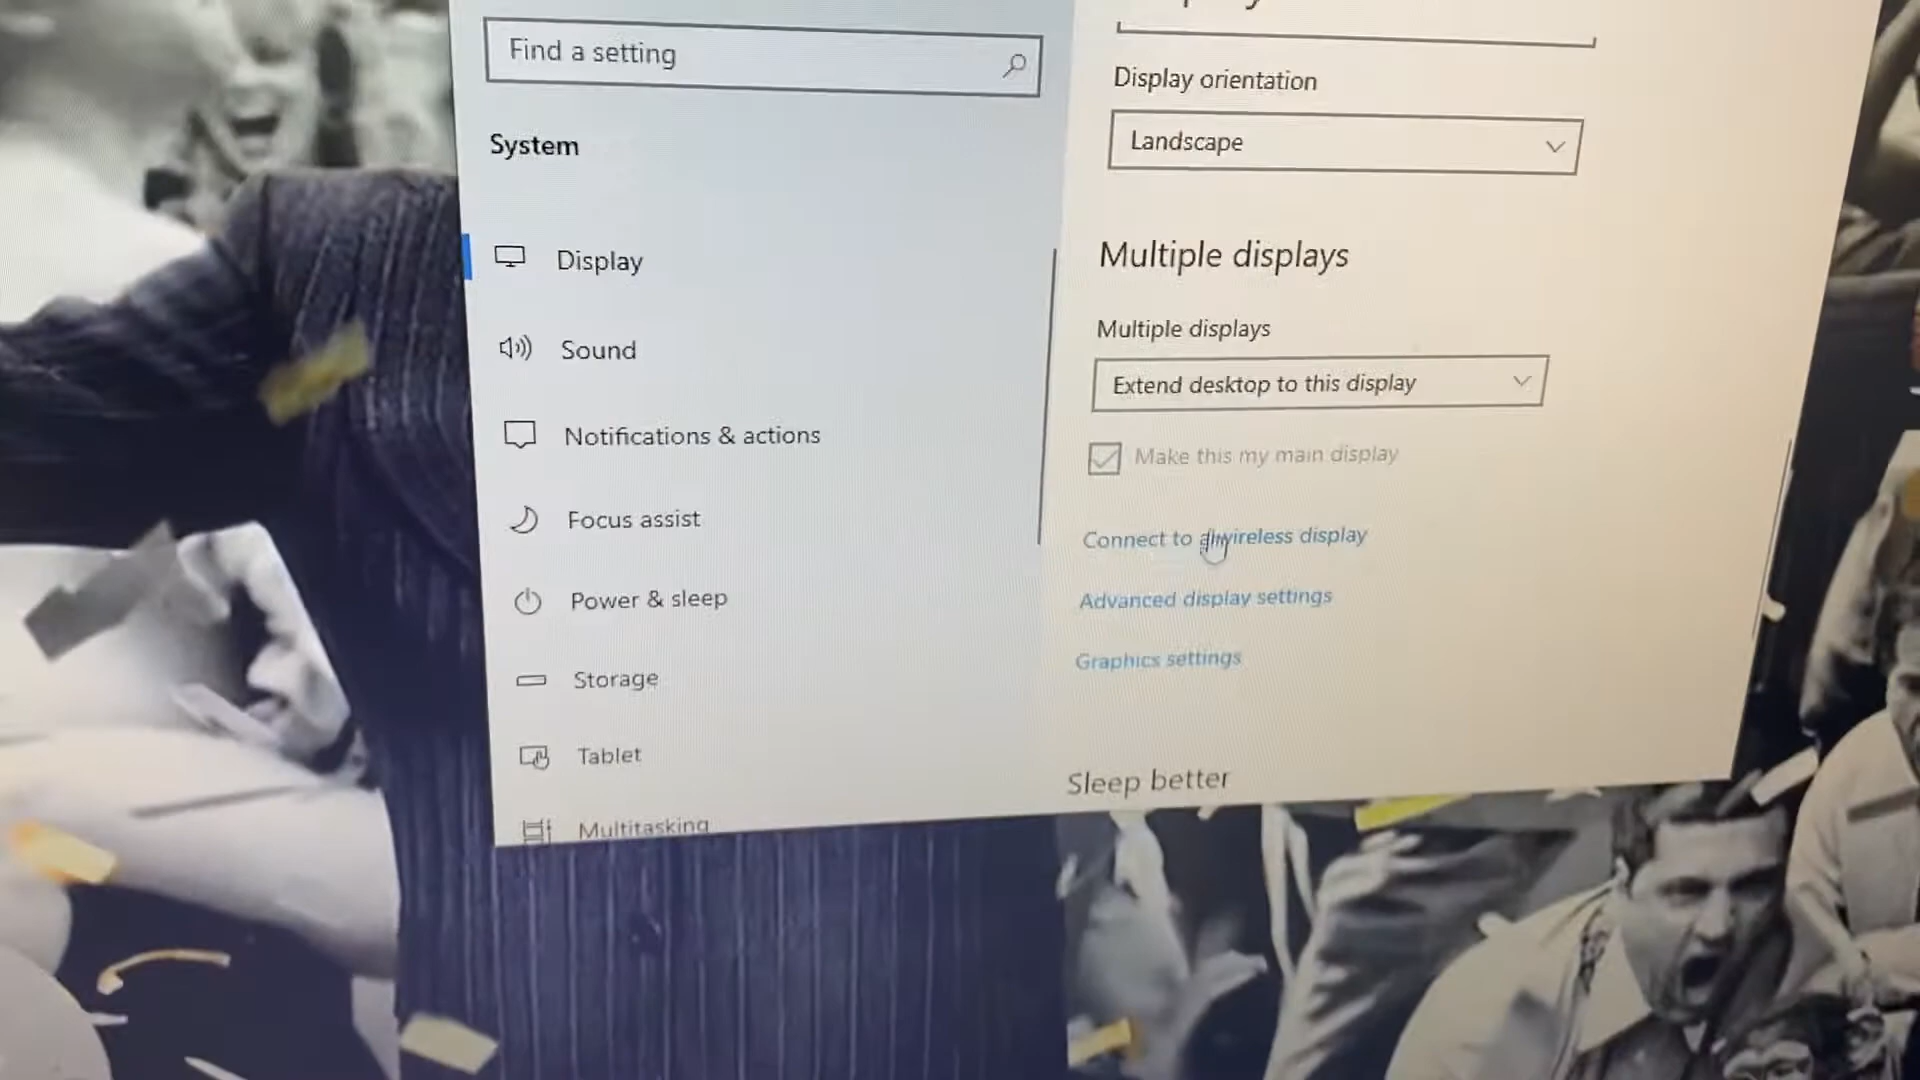 Find a setting
System
Display
Sound
Notifications & actions
Focus assist
Power & sleep
Storage
Tablet
Multitasking
Display orientation
Landscape
Multiple displays
Multiple displays
Extend desktop to this display
Make this my main display
Connect to a wireless display
Advanced display settings
Graphics settings
Sleep better